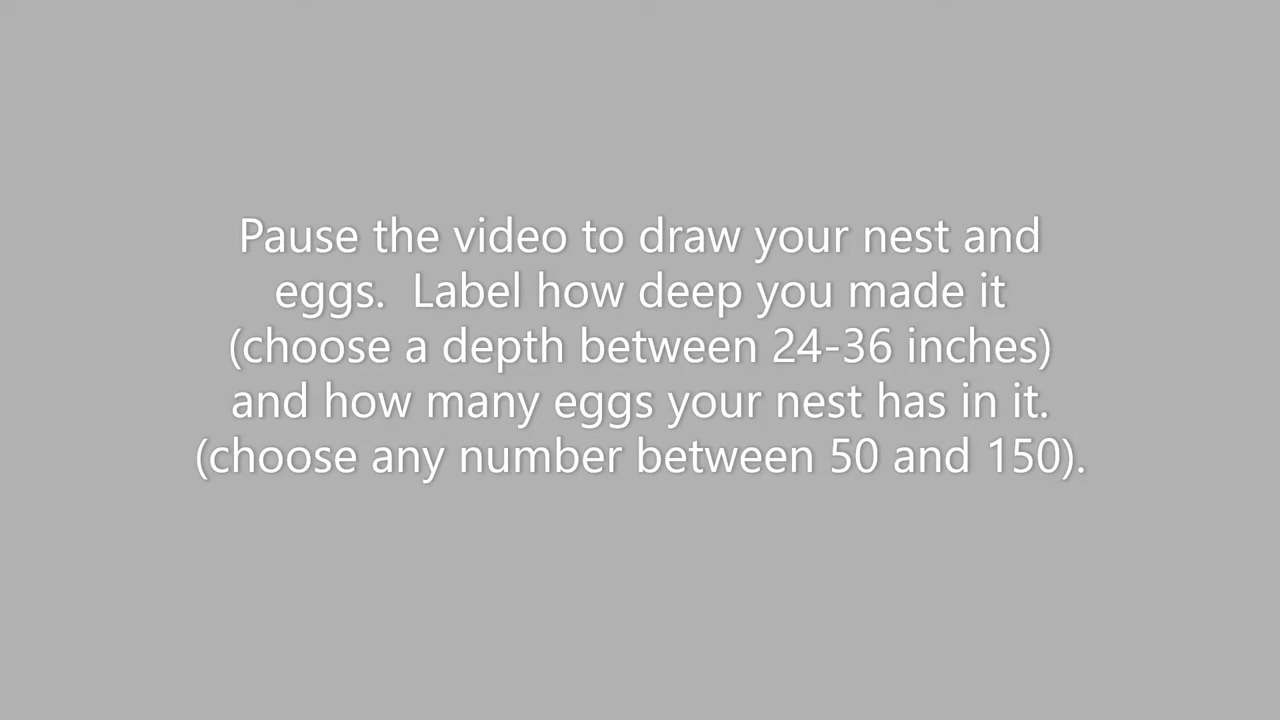 Pause the video to draw your nest and
eggs.  Label how deep you made it
(choose a depth between 24-36 inches)
and how many eggs your nest has in it.
(choose any number between 50 and 150).